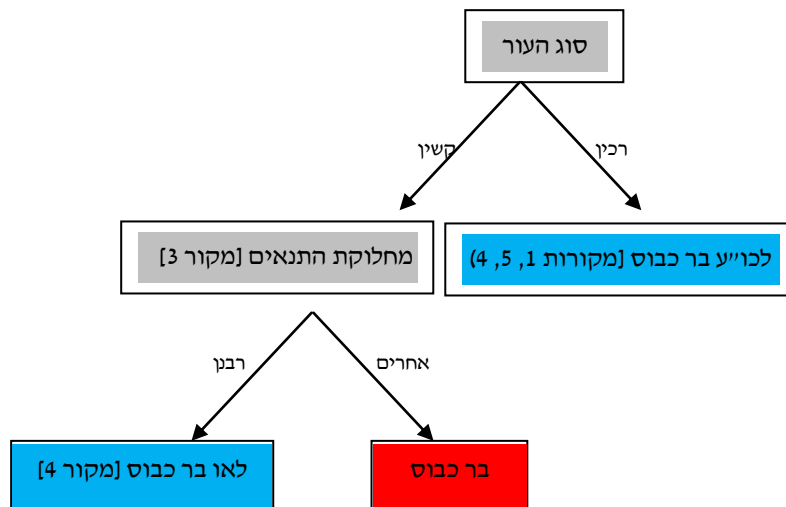 סוג העור
רכין
קשין
לכו״ע בר כבוס [מקורות 1, 5, 4)
מחלוקת התנאים [מקור 3]
אחרים
רבנן
בר כבוס
לאו בר כבוס [מקור 4]